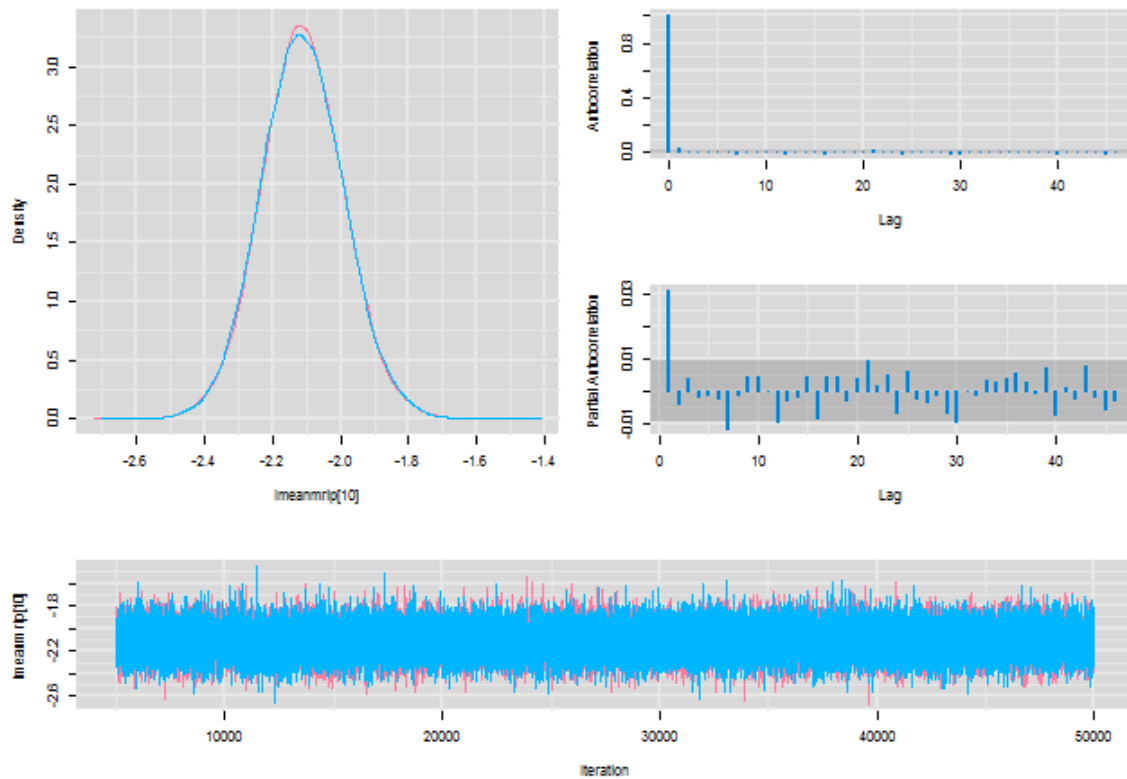 Density
0.0 0.5 1.0 1.5 2.0 2.5 3.0
-2.6 -2.4 -2.2 -2.0 -1.8 -1.6 -1.4
lmeanmrlp[10]
Autocorrelation
0.0 0.4 0.8
0 10 20 30 40
Lag
Partial Autocorrelation
-0.01 0.01 0.03
0 10 20 30 40
Lag
lmeanmrlp[10]
-2.6 -2.2 -1.8
10000 20000 30000 40000 50000
Iteration